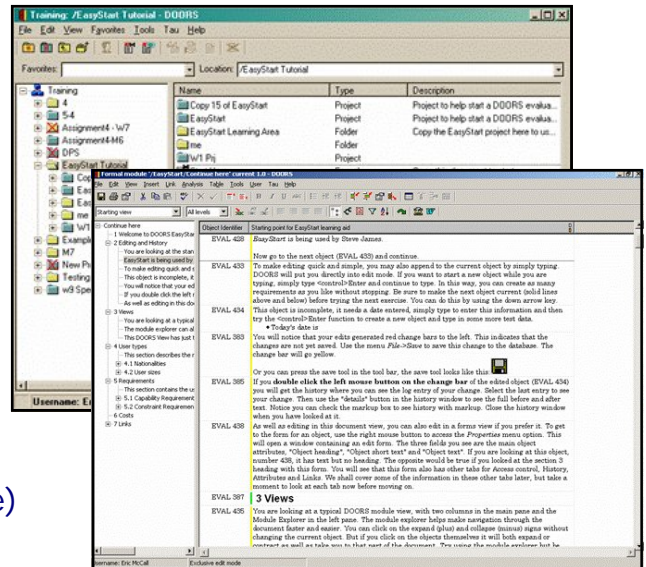 Training: /EasyStart Tutorial - DOORS
File Edit View Favorites Tools Tau Help
Favorites: Location: /EasyStart Tutorial
Training
4
5-4
Assignment4 - W7
Assignment4-M6
DPS
EasyStart Tutorial
Name Type Description
Copy 15 of EasyStart Project Project to help start a DOORS evalua...
EasyStart Project Project to help start a DOORS evalua...
EasyStart Learning Area Folder Copy the EasyStart project here to us...
me Folder
W1 Prj Project
Cop
Eas
Eas
me
W1
Exampl
M7
New Pr
Testing
w3 Spe
Username: E
Formal module '/EasyStart/Continue here' current 1.0 - DOORS
File Edit View Insert Link Analysis Table Tools User Tau Help
Starting view All levels
Continue here
1 Welcome to DOORS EasyStar
2 Editing and History
You are looking at the stan
EasyStart is being used by
To make editing quick and s
This object is incomplete, it
You will notice that your ed
If you double click the left r
As well as editing in this do
3 Views
You are looking at a typical
The module explorer can al
This DOORS view has just t
4 User types
This section describes the r
4.1 Nationalities
4.2 User sizes
5 Requirements
This section contains the us
5.1 Capability Requiremen
5.2 Constraint Requiremen
6 Costs
7 Links
Object Identifier Starting point for EasyStart learning aid
EVAL 428 EasyStart is being used by Steve James.
Now go to the next object (EVAL 433) and continue.
EVAL 433 To make editing quick and simple, you may also append to the current object by simply typing.
DOORS will put you directly into edit mode. If you want to start a new object while you are
typing, simply type <control>Enter and continue to type. In this way, you can create as many
requirements as you like without stopping. Be sure to make the next object current (solid lines
above and below) before trying the next exercise. You can do this by using the down arrow key.
EVAL 434 This object is incomplete, it needs a date entered, simply type to enter this information and then
try the <control>Enter function to create a new object and type in some more test data.
• Today's date is
EVAL 383 You will notice that your edits generated red change bars to the left. This indicates that the
changes are not yet saved. Use the menu File->Save to save this change to the database. The
change bar will go yellow.
Or you can press the save tool in the tool bar, the save tool looks like this:
EVAL 385 If you double click the left mouse button on the change bar of the edited object (EVAL 434)
you will get the history where you can see the log entry of your change. Select the last entry to see
your change. Then use the "details" button in the history window to see the full before and after
text. Notice you can check the markup box to see history with markup. Close the history window
when you have looked at it.
EVAL 438 As well as editing in this document view, you can also edit in a forms view if you prefer it. To get
to the form for an object, use the right mouse button to access the Properties menu option. This
will open a window containing an edit form. The three fields you see are the main object
attributes, "Object heading", "Object short text" and "Object text". If you are looking at this object,
number 438, it has text but no heading. The opposite would be true if you looked at the section 3
heading with this form. You will see that this form also has other tabs for Access control, History,
Attributes and Links. We shall cover some of the information in these other tabs later, but take a
moment to look at each tab now before moving on.
EVAL 387 3 Views
EVAL 435 You are looking at a typical DOORS module view, with two columns in the main pane and the
Module Explorer in the left pane. The module explorer helps make navigation through the
document faster and easier. You can click on the expand (plus) and collapse (minus) signs without
changing the current object. But if you click on the objects themselves it will both expand or
contract as well as take you to that part of the document. Try using the module explorer but be
Username: Eric McCall Exclusive edit mode
e)